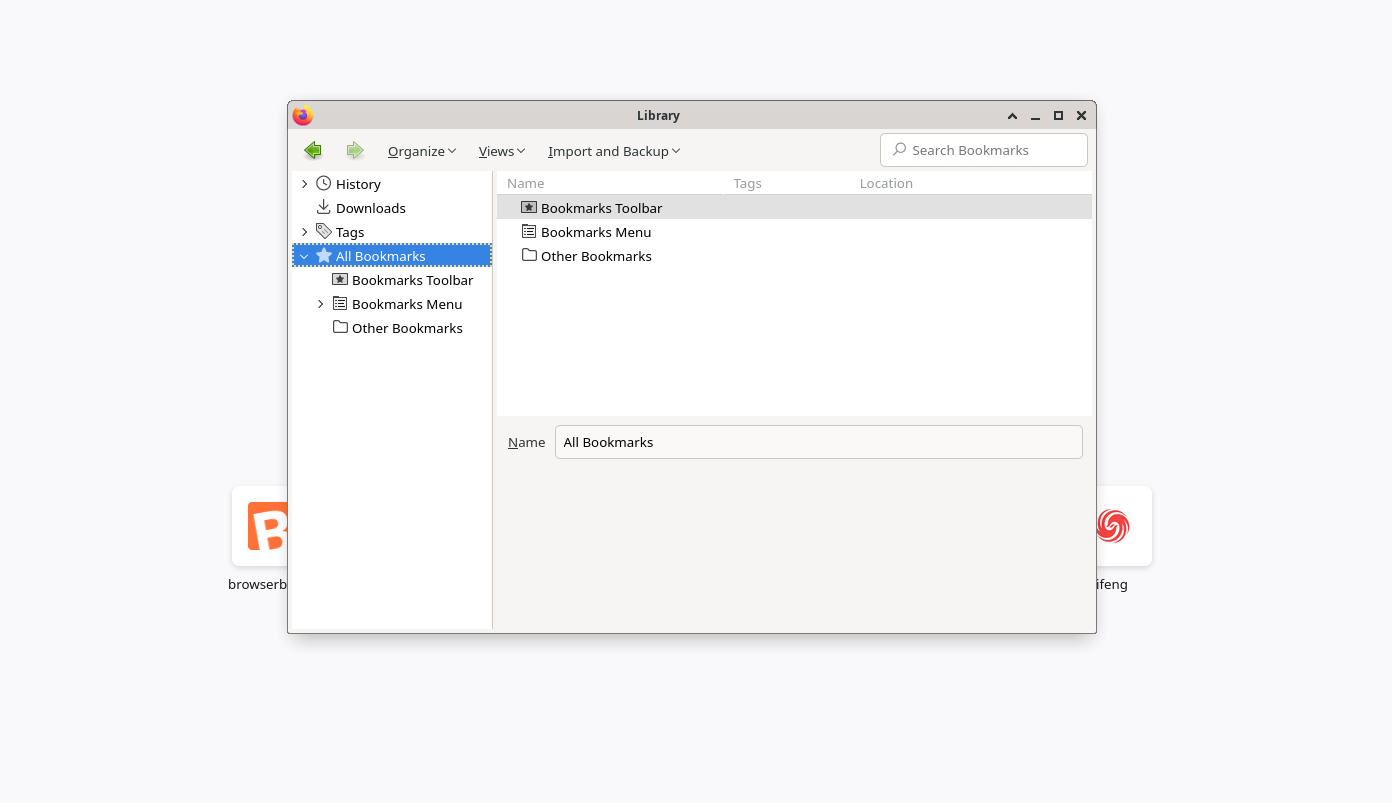 Library
Organize Views Import and Backup Search Bookmarks
History
Downloads
Tags
All Bookmarks
Bookmarks Toolbar
Bookmarks Menu
Other Bookmarks
Name Tags Location
Bookmarks Toolbar
Bookmarks Menu
Other Bookmarks
Name All Bookmarks
B
browserb
ifeng